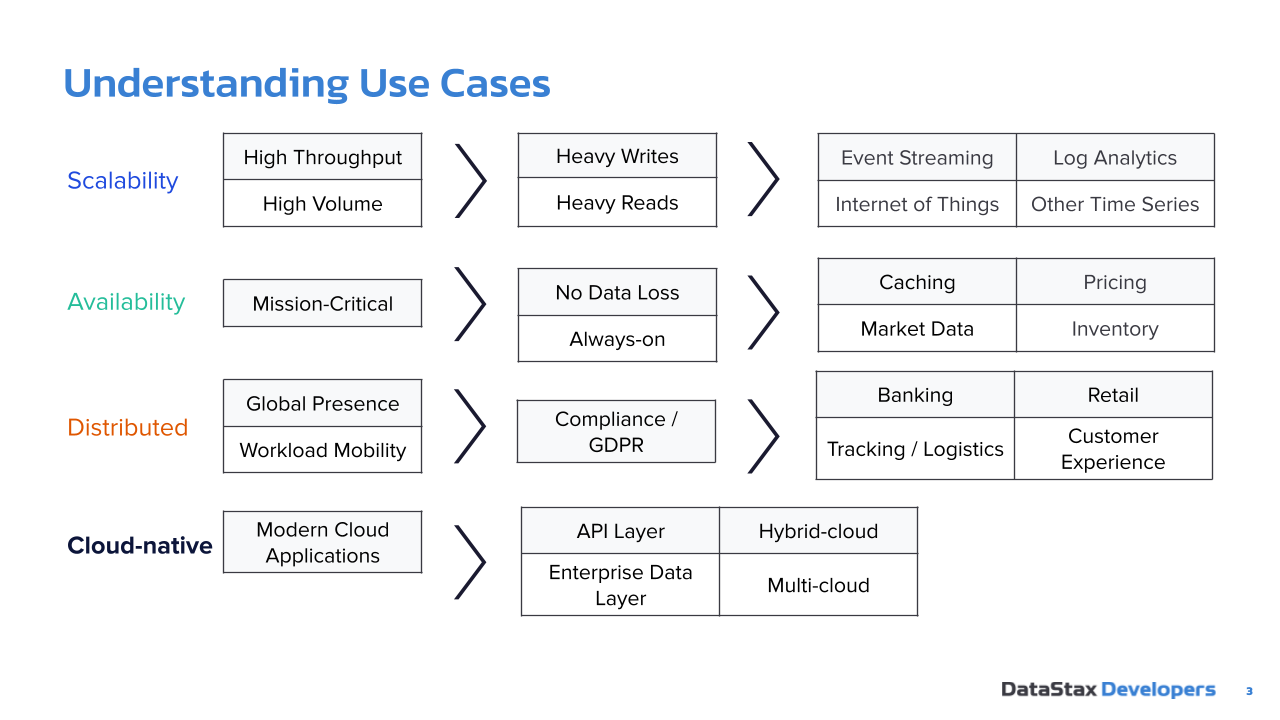 Understanding Use Cases
Scalability
High Throughput
High Volume
Heavy Writes
Heavy Reads
Event Streaming
Log Analytics
Internet of Things
Other Time Series
Availability
Mission-Critical
No Data Loss
Always-on
Caching
Pricing
Market Data
Inventory
Distributed
Global Presence
Workload Mobility
Compliance /
GDPR
Banking
Retail
Tracking / Logistics
Customer
Experience
Cloud-native
Modern Cloud
Applications
API Layer
Hybrid-cloud
Enterprise Data
Layer
Multi-cloud
DataStax Developers
3